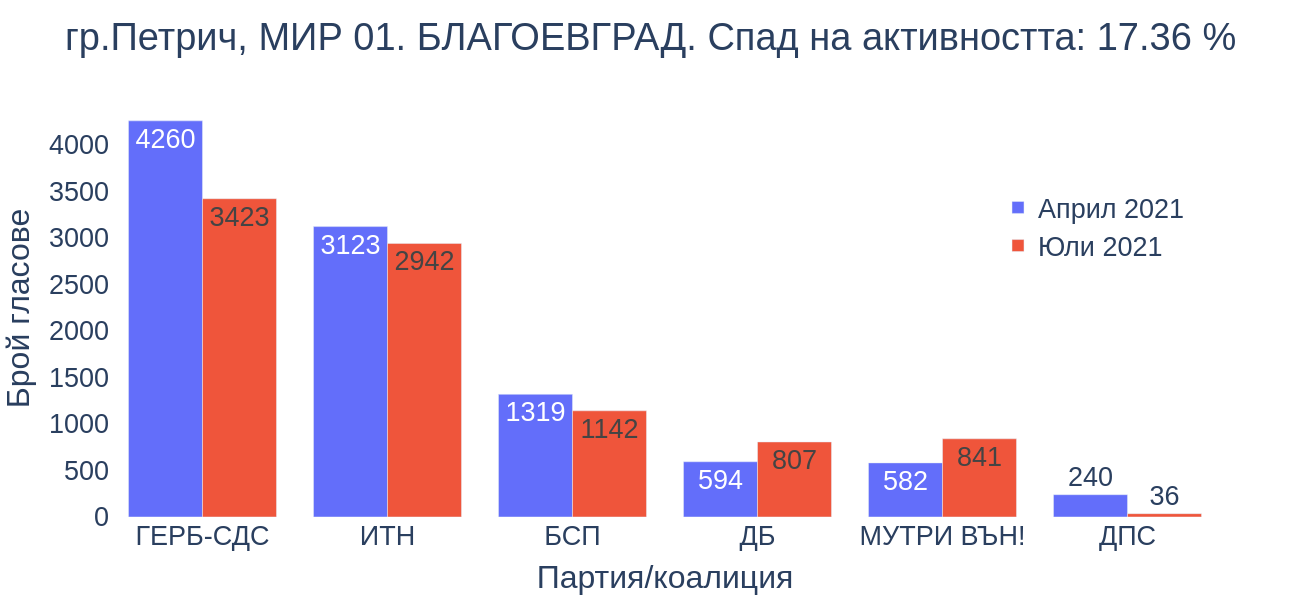 гр.Петрич, МИР 01. БЛАГОЕВГРАД. Спад на активността: 17.36 %
Брой гласове
4000
3500
3000
2500
2000
1500
1000
500
0
4260
3423
3123
2942
1319
1142
594
807
582
841
240
36
Април 2021
Юли 2021
ГЕРБ-СДС
ИТН
БСП
ДБ
МУТРИ ВЪН!
ДПС
Партия/коалиция